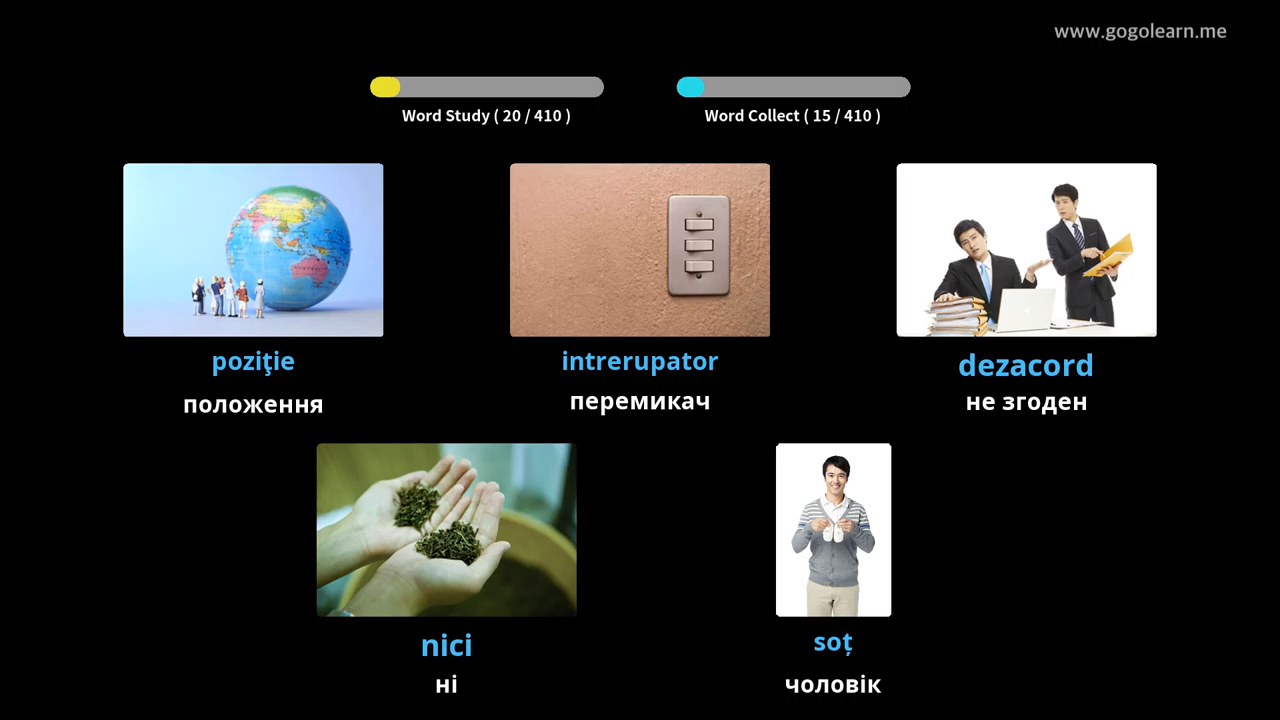 www.gogolearn.me
Word Study ( 20 / 410 )
Word Collect ( 15 / 410 )
poziţie
intrerupator
dezacord
положення
перемикач
не згоден
nici
soț
ні
чоловік